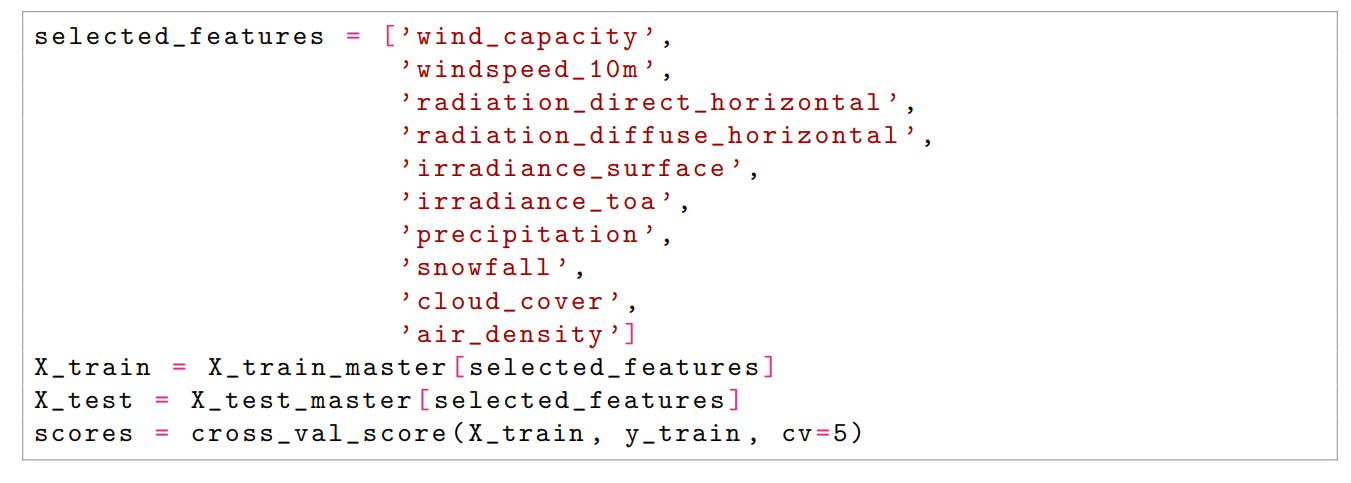 selected_features = ['wind_capacity',
'windspeed_10m',
'radiation_direct_horizontal',
'radiation_diffuse_horizontal',
'irradiance_surface',
'irradiance_toa',
'precipitation',
'snowfall',
'cloud_cover',
'air_density']
X_train = X_train_master[selected_features]
X_test = X_test_master[selected_features]
scores = cross_val_score(X_train, y_train, cv=5)